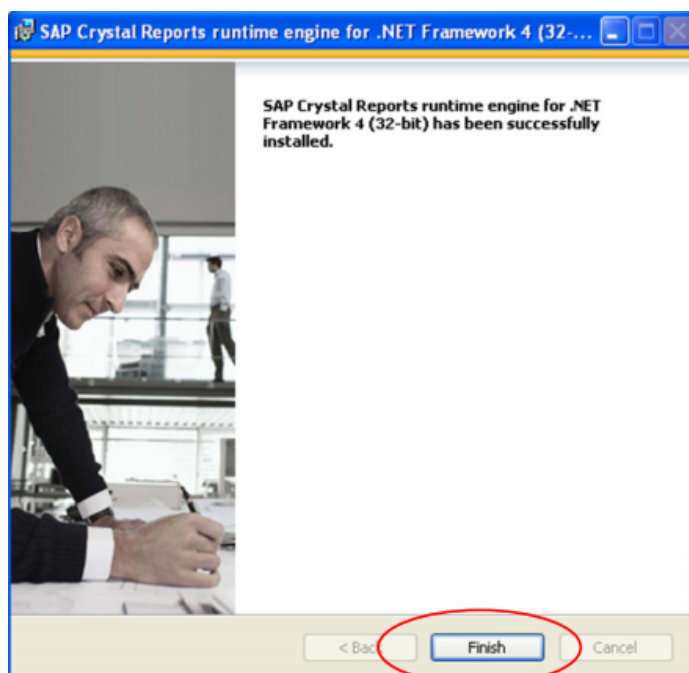 SAP Crystal Reports runtime engine for .NET Framework 4 (32-...
SAP Crystal Reports runtime engine for .NET
Framework 4 (32-bit) has been successfully
installed.
< Back
Finish
Cancel